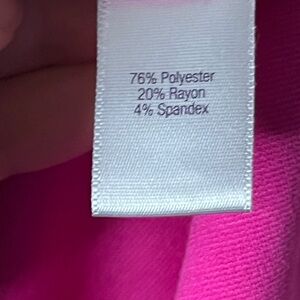 76% Polyester
20% Rayon
4% Spandex